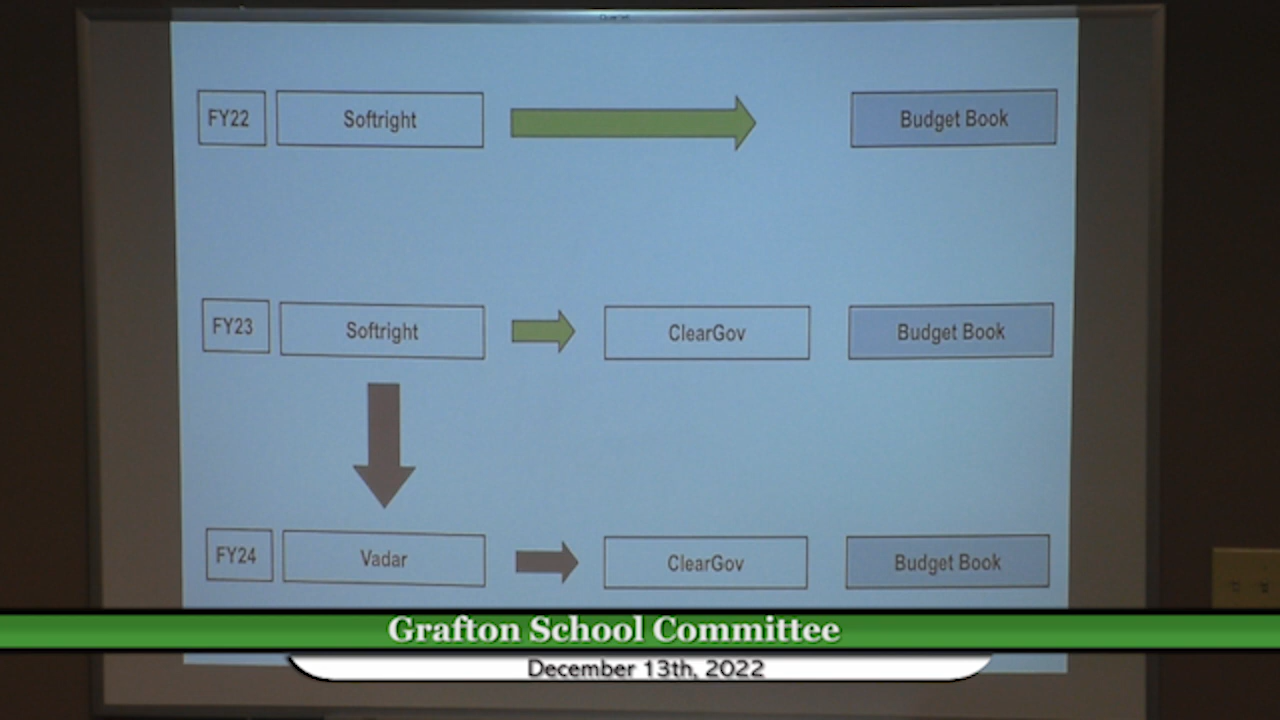 FY22 Softright Budget Book
FY23 Softright ClearGov Budget Book
FY24 Vadar ClearGov Budget Book
Grafton School Committee
December 13th, 2022